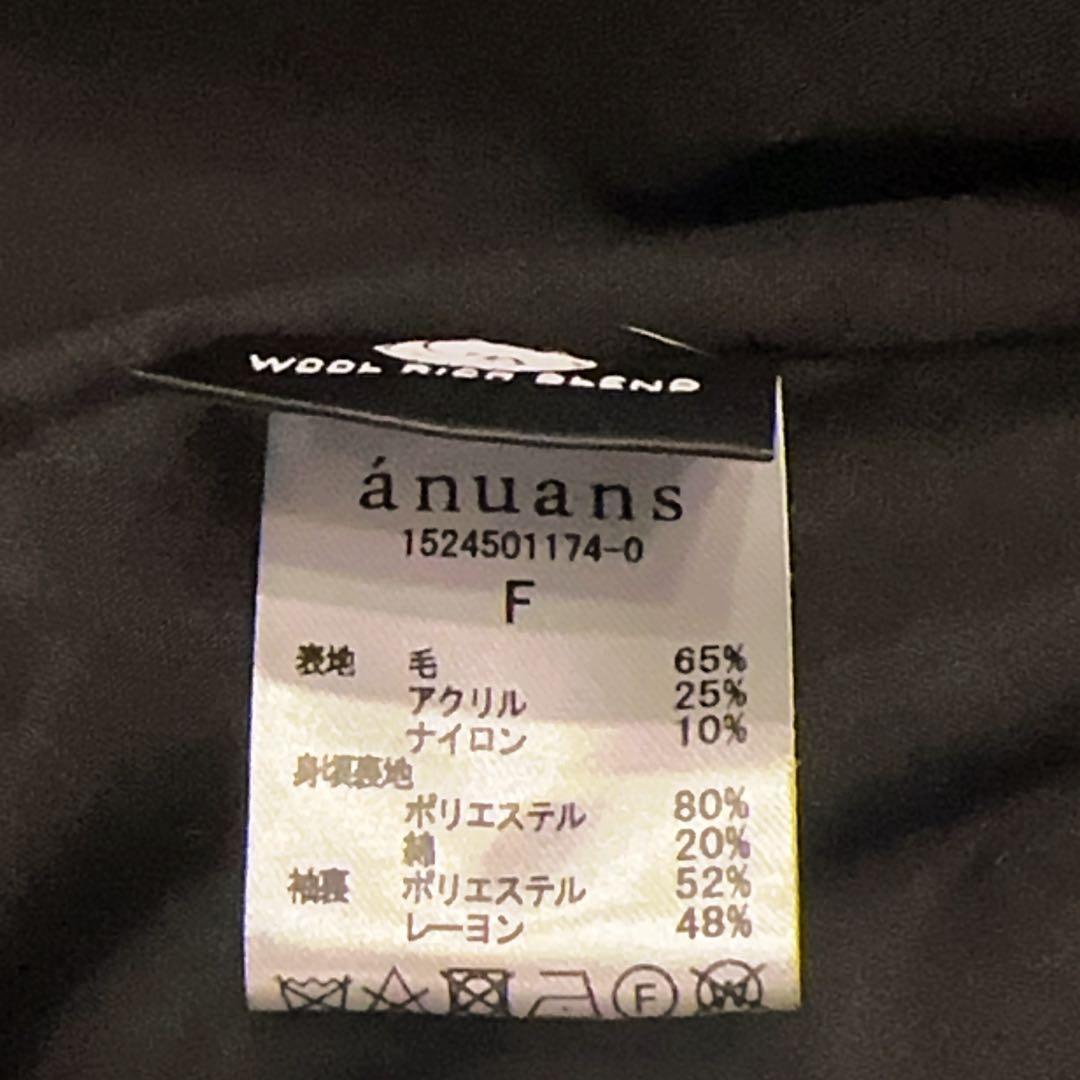 WOOL RICH BLEND
ánuans
1524501174-0
F
表地 毛 65%
アクリル 25%
ナイロン 10%
身頃裏地
ポリエステル 80%
綿 20%
袖裏 ポリエステル 52%
レーヨン 48%
F W